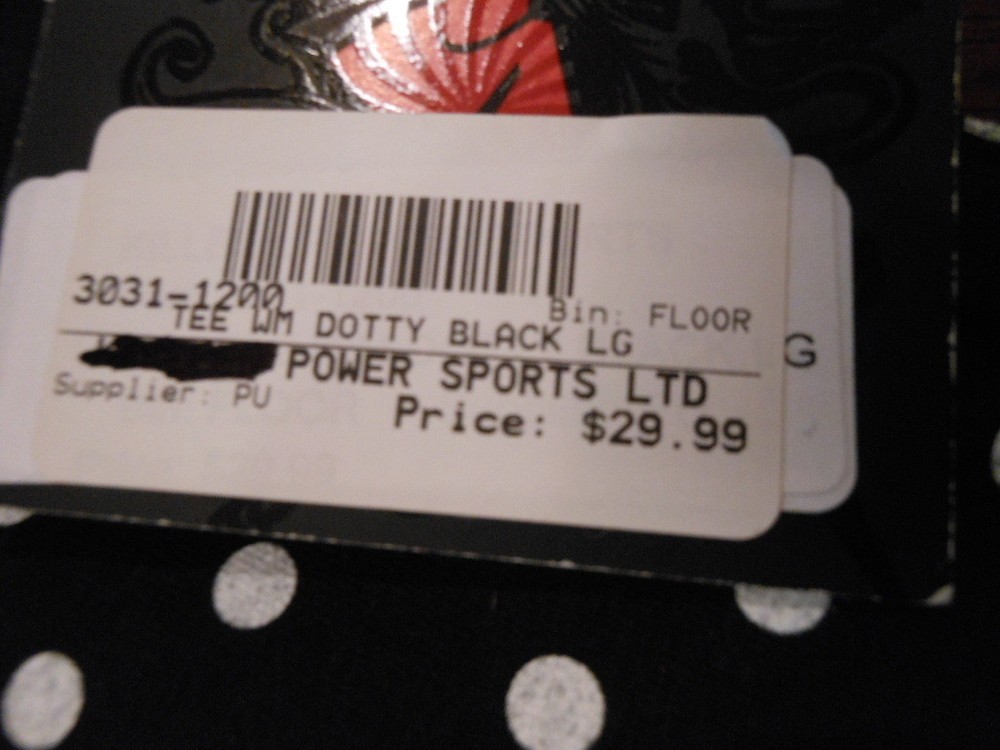 3031-1200
Bin: FLOOR
TEE WM DOTTY BLACK LG
POWER SPORTS LTD
Supplier: PU
Price: $29.99
G